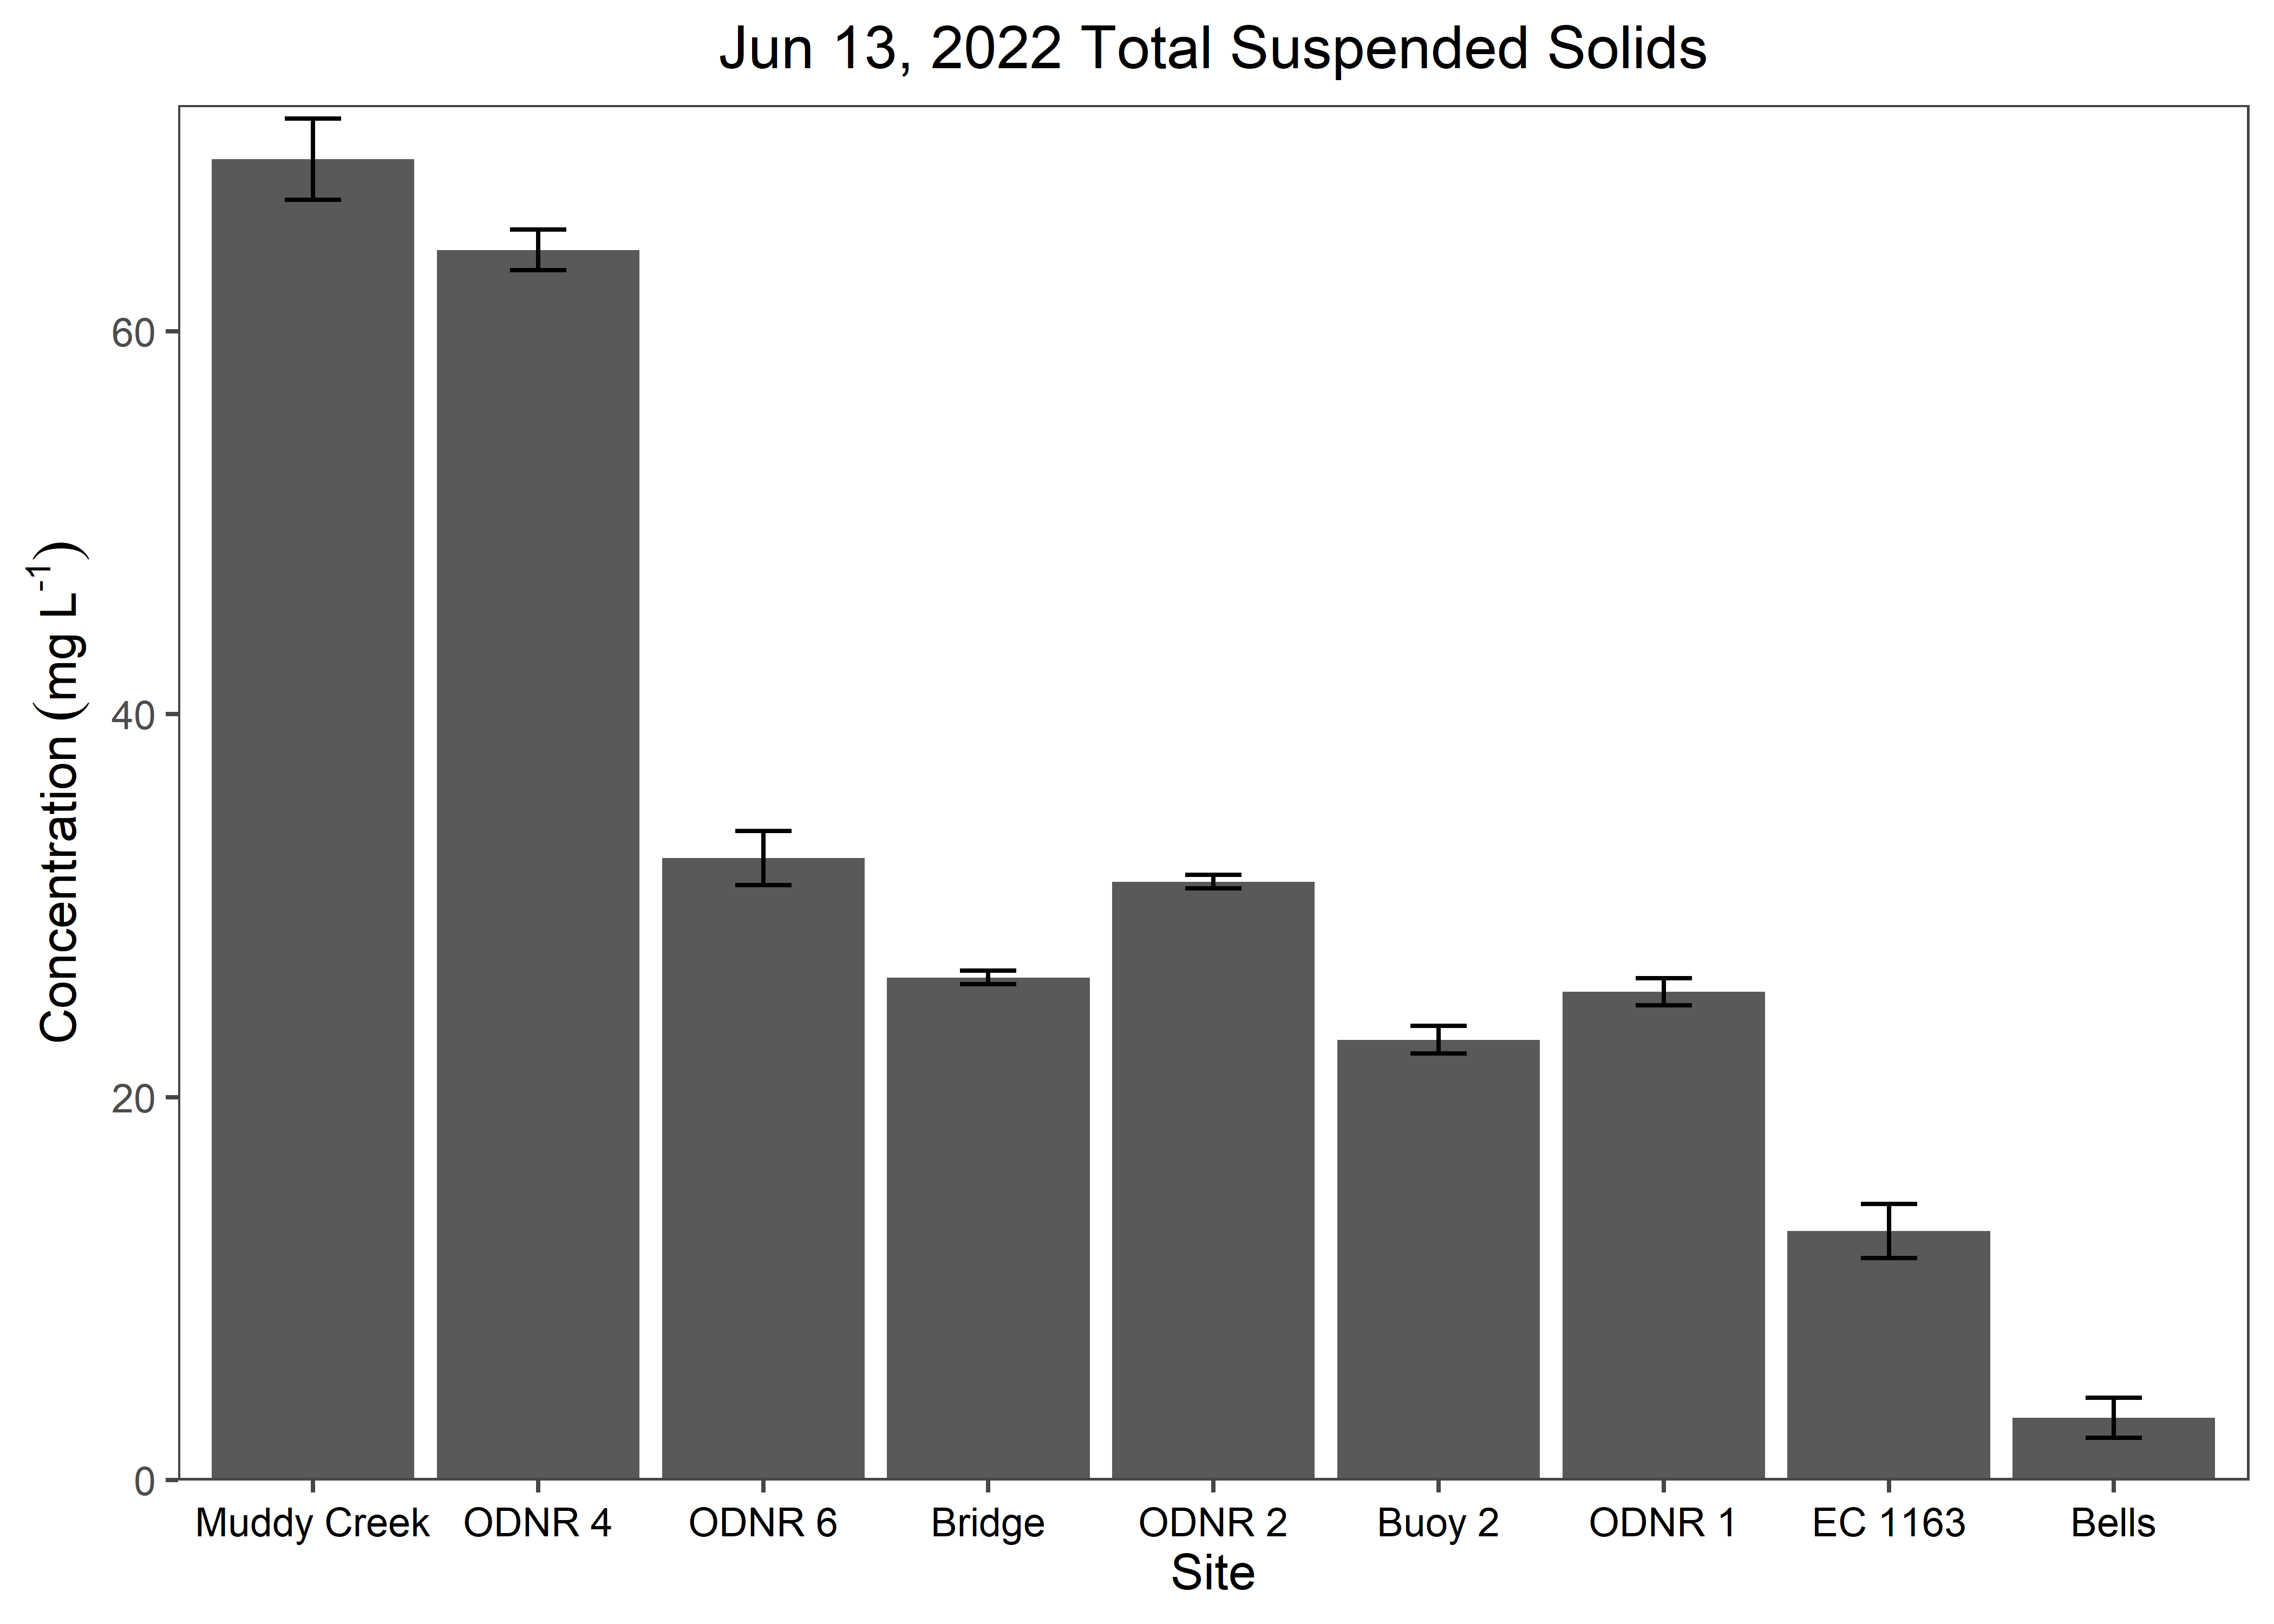 Jun 13, 2022 Total Suspended Solids
Concentration (mg L⁻¹)
60
40
20
0
Muddy Creek ODNR 4 ODNR 6 Bridge ODNR 2 Buoy 2 ODNR 1 EC 1163 Bells
Site